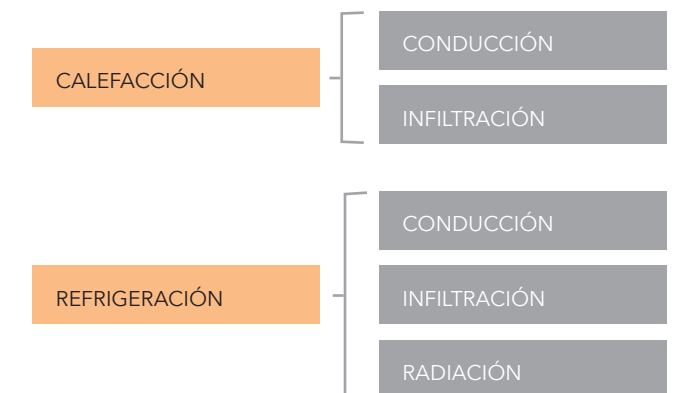 CALEFACCIÓN
CONDUCCIÓN
INFILTRACIÓN
REFRIGERACIÓN
CONDUCCIÓN
INFILTRACIÓN
RADIACIÓN